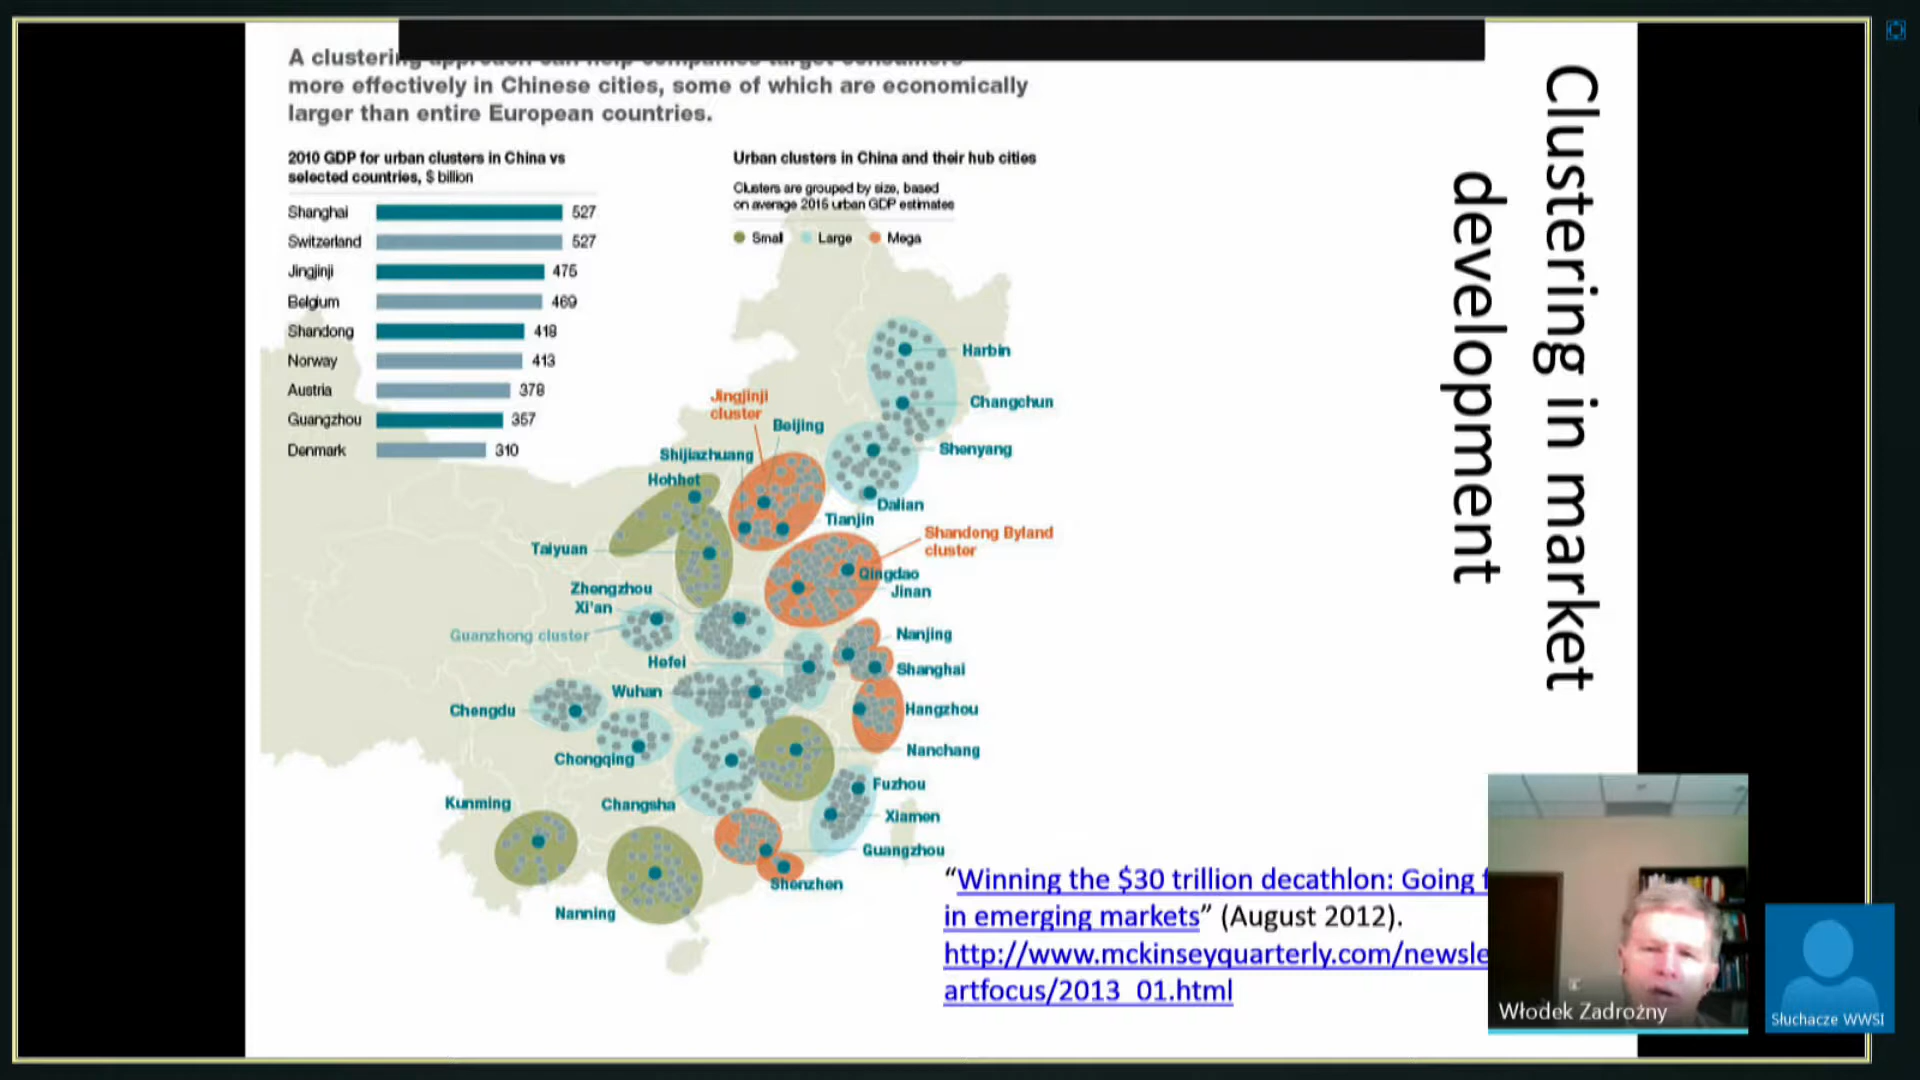 A clustering approach can help companies target consumers
more effectively in Chinese cities, some of which are economically
larger than entire European countries.
2010 GDP for urban clusters in China vs
selected countries, $ billion
Shanghai 527
Switzerland 527
Jingjinji 475
Belgium 469
Shandong 418
Norway 413
Austria 378
Guangzhou 357
Denmark 310
Urban clusters in China and their hub cities
Clusters are grouped by size, based
on average 2015 urban GDP estimates
Small Large Mega
Harbin
Changchun
Jingjinji
cluster
Beijing
Shenyang
Shijiazhuang
Hohhot
Dalian
Tianjin
Shandong Byland
cluster
Taiyuan
Qingdao
Jinan
Zhengzhou
Xi'an
Guanzhong cluster
Nanjing
Hefei
Shanghai
Wuhan
Chengdu
Hangzhou
Nanchang
Chongqing
Fuzhou
Kunming
Changsha
Xiamen
Guangzhou
Shenzhen
Nanning
Clustering in market
development
“Winning the $30 trillion decathlon: Going
in emerging markets” (August 2012).
http://www.mckinseyquarterly.com/newsle
artfocus/2013_01.html
Włodek Zadrożny
Słuchacze WWSI